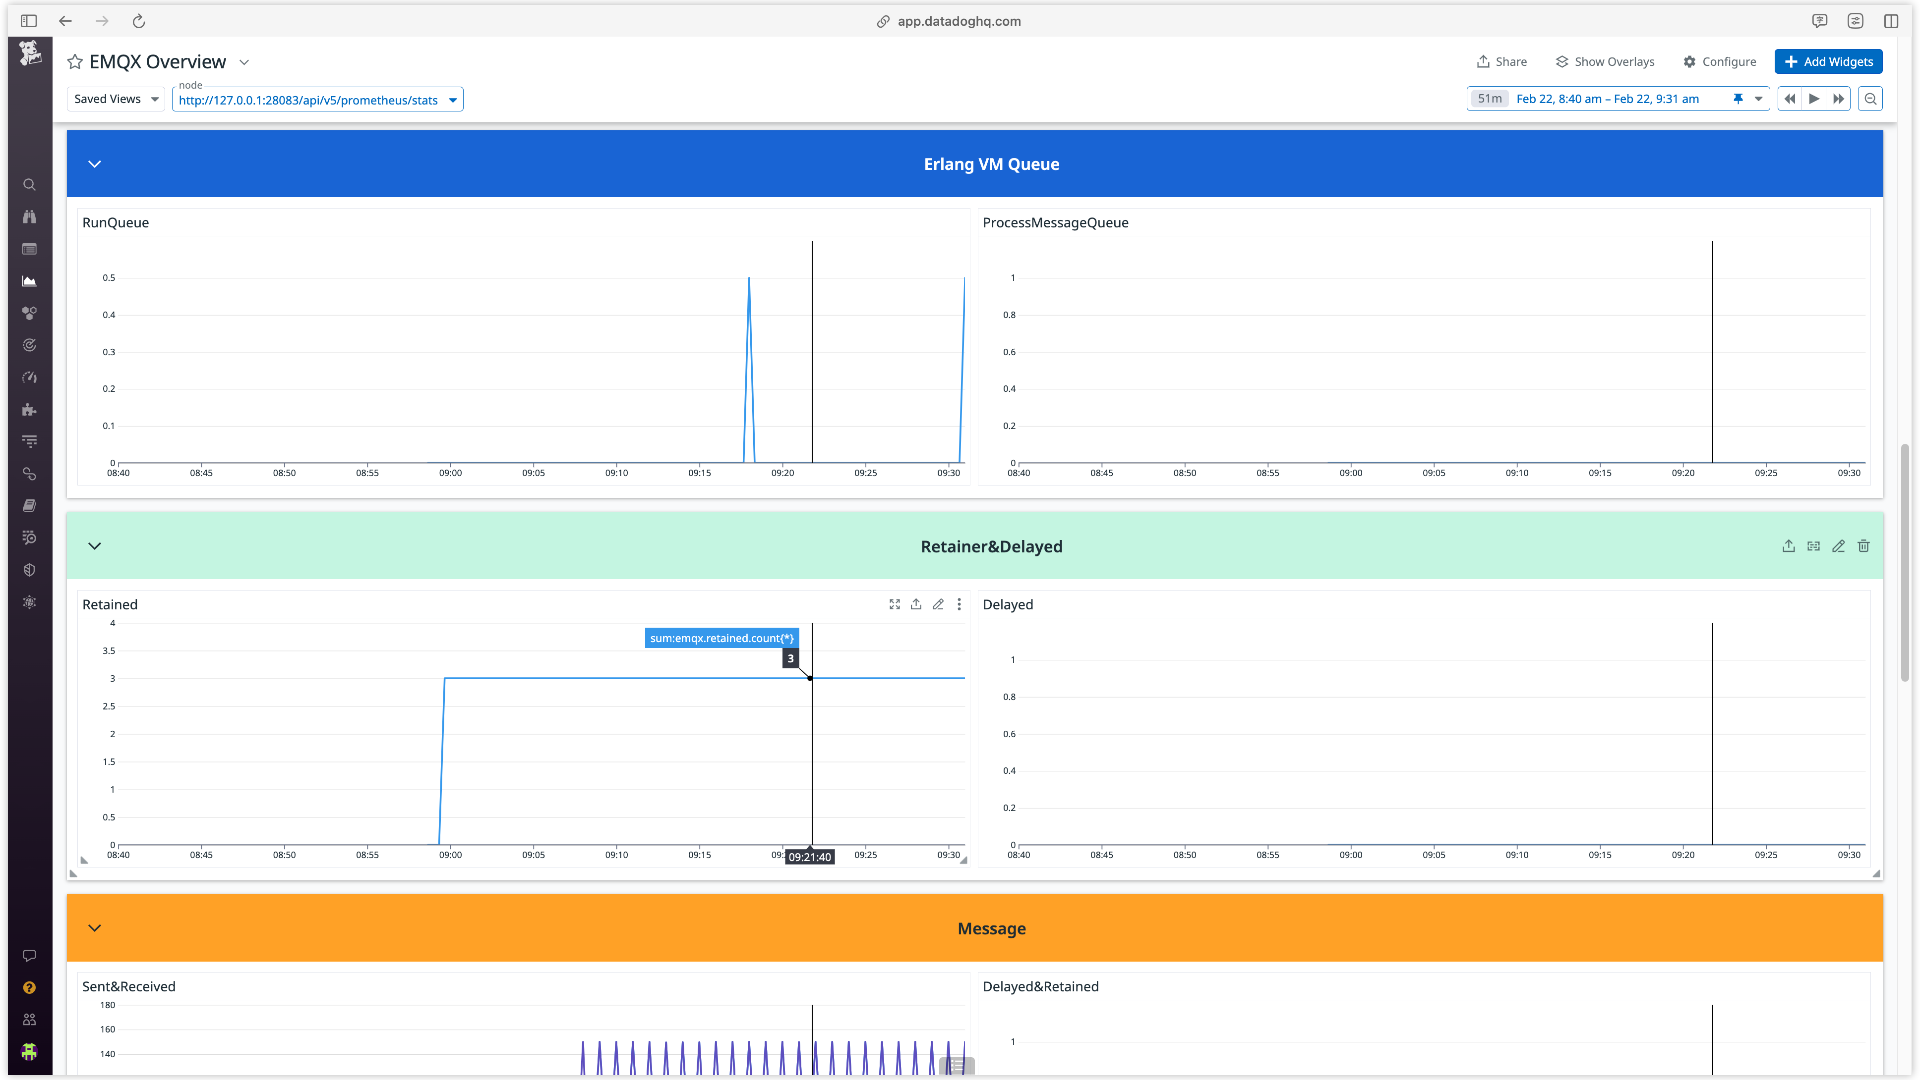 app.datadoghq.com
EMQX Overview
Share
Show Overlays
Configure
Add Widgets
Saved Views
node
http://127.0.0.1:28083/api/v5/prometheus/stats
51m
Feb 22, 8:40 am – Feb 22, 9:31 am
Erlang VM Queue
RunQueue
0.5
0.4
0.3
0.2
0.1
0
08:40 08:45 08:50 08:55 09:00 09:05 09:10 09:15 09:20 09:25 09:30
ProcessMessageQueue
1
0.8
0.6
0.4
0.2
0
08:40 08:45 08:50 08:55 09:00 09:05 09:10 09:15 09:20 09:25 09:30
Retainer&Delayed
Retained
4
3.5
3
2.5
2
1.5
1
0.5
0
sum:emqx.retained.count{*}
3
08:40 08:45 08:50 08:55 09:00 09:05 09:10 09:15 09: 09:21:40 09:25 09:30
Delayed
1
0.8
0.6
0.4
0.2
0
08:40 08:45 08:50 08:55 09:00 09:05 09:10 09:15 09:20 09:25 09:30
Message
Sent&Received
180
160
140
Delayed&Retained
1